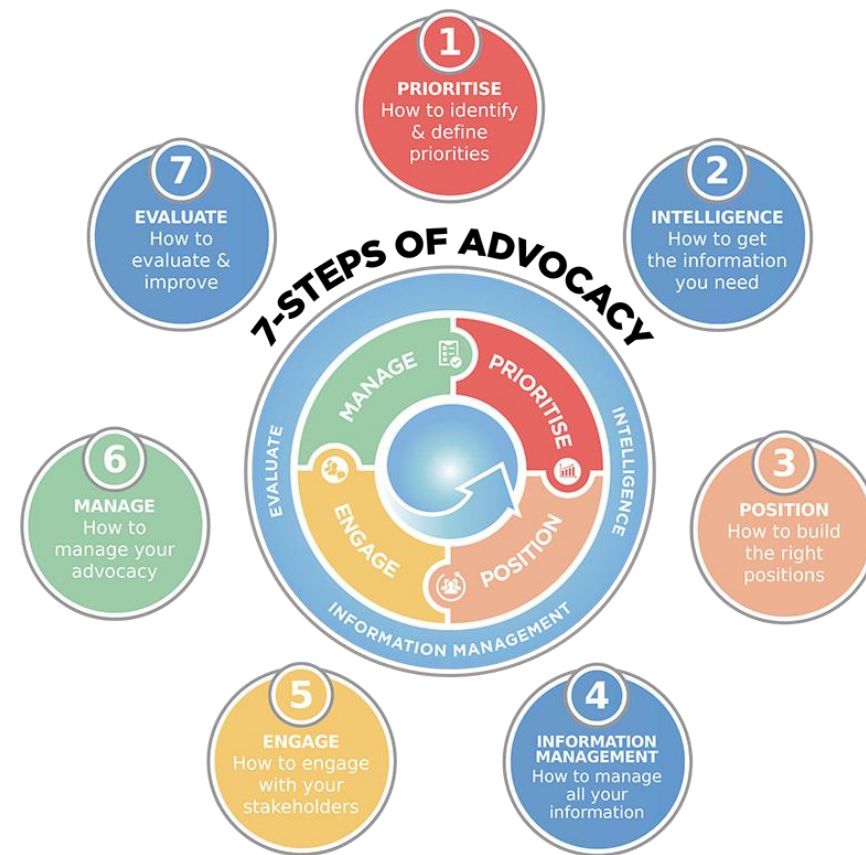 1
PRIORITISE
How to identify
& define
priorities
2
INTELLIGENCE
How to get
the information
you need
3
POSITION
How to build
the right
positions
4
INFORMATION
MANAGEMENT
How to manage
all your
information
5
ENGAGE
How to engage
with your
stakeholders
6
MANAGE
How to
manage your
advocacy
7
EVALUATE
How to
evaluate &
improve
7-STEPS OF ADVOCACY
MANAGE
PRIORITISE
POSITION
ENGAGE
EVALUATE
INTELLIGENCE
INFORMATION MANAGEMENT